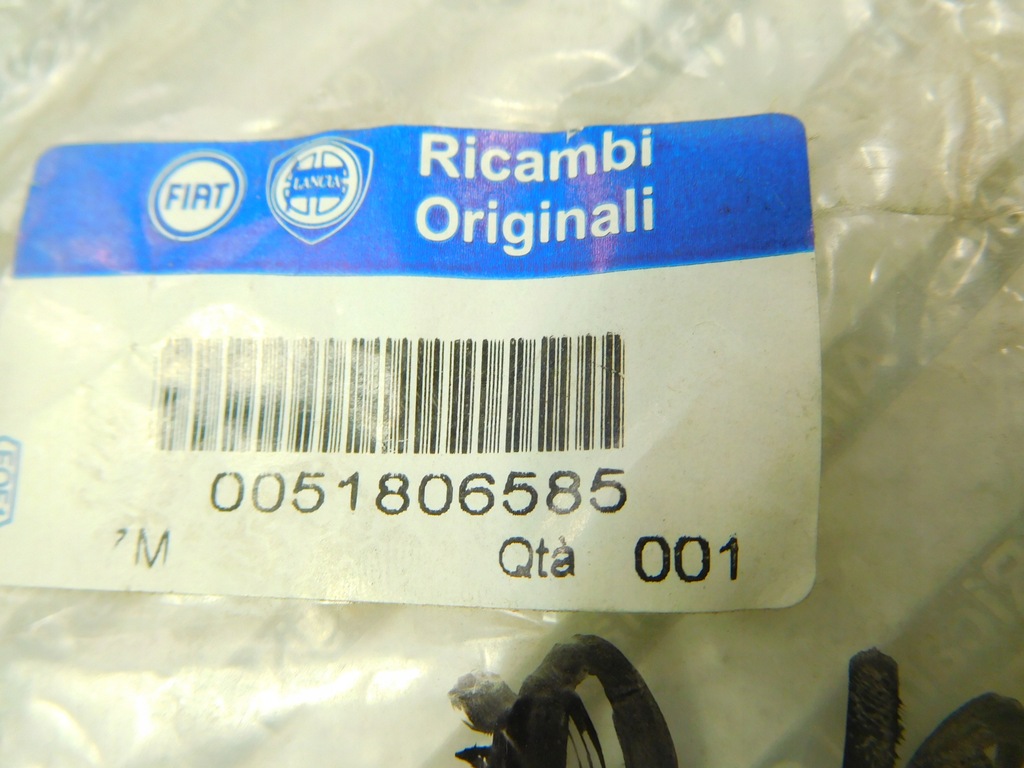 FIAT
LANCIA
Ricambi
Originali
0051806585
M
Qtà 001